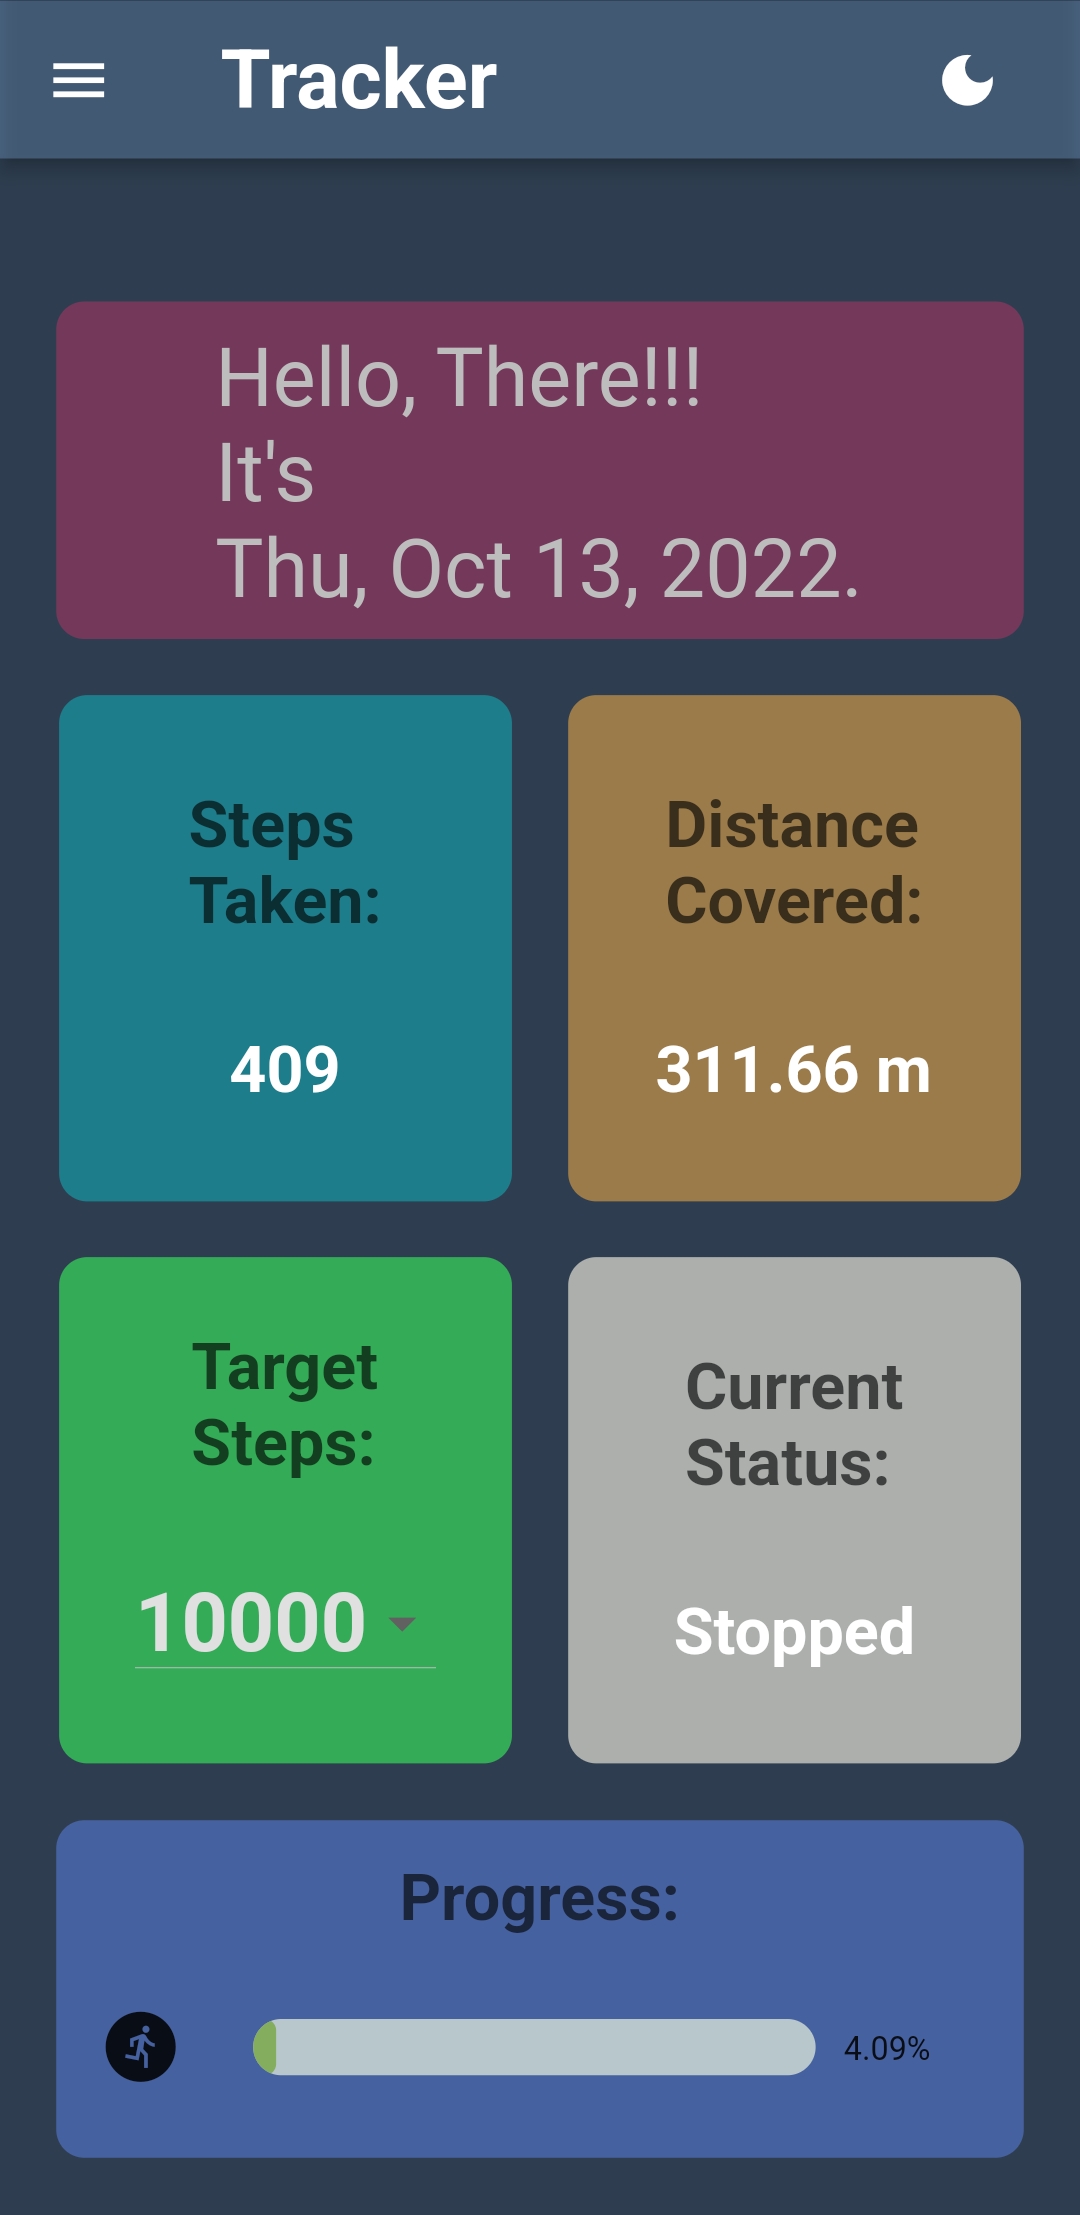 Tracker
Hello, There!!!
It's
Thu, Oct 13, 2022.
Steps
Taken:
409
Distance
Covered:
311.66 m
Target
Steps:
10000
Current
Status:
Stopped
Progress:
4.09%